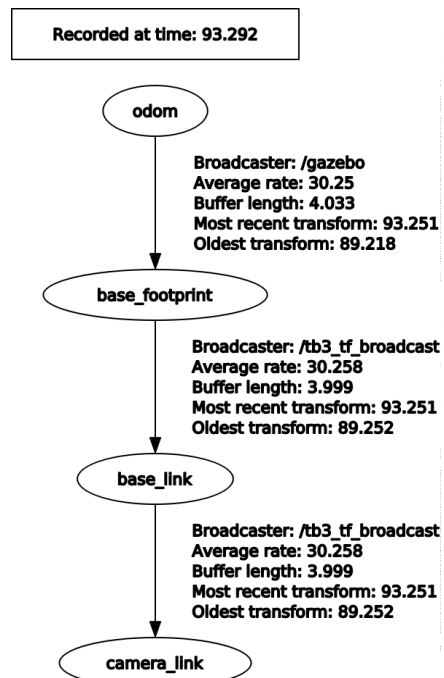 Recorded at time: 93.292
odom
Broadcaster: /gazebo
Average rate: 30.25
Buffer length: 4.033
Most recent transform: 93.251
Oldest transform: 89.218
base_footprint
Broadcaster: /tb3_tf_broadcast
Average rate: 30.258
Buffer length: 3.999
Most recent transform: 93.251
Oldest transform: 89.252
base_link
Broadcaster: /tb3_tf_broadcast
Average rate: 30.258
Buffer length: 3.999
Most recent transform: 93.251
Oldest transform: 89.252
camera_link